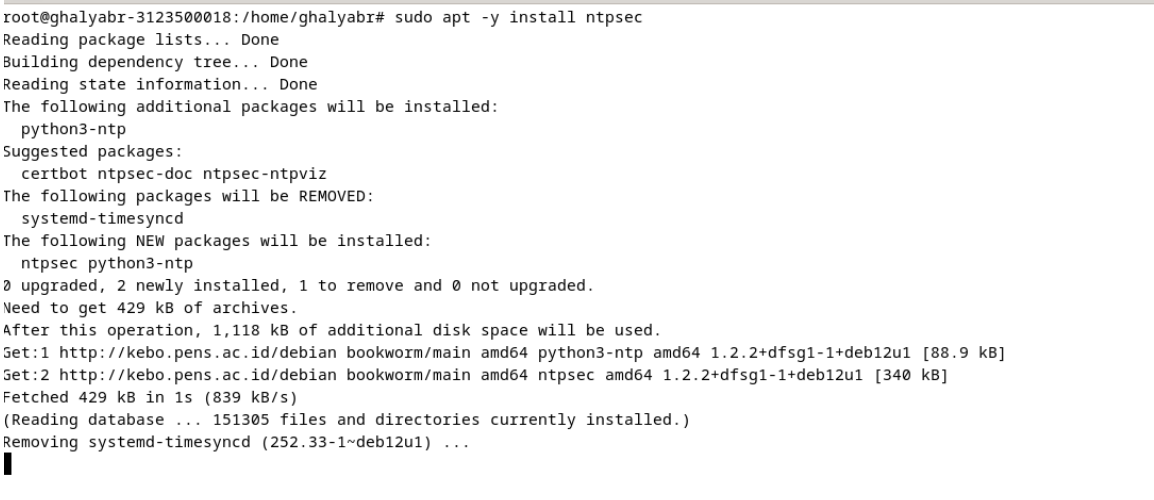 root@ghalyabr-3123500018:/home/ghalyabr# sudo apt -y install ntpsec
Reading package lists... Done
Building dependency tree... Done
Reading state information... Done
The following additional packages will be installed:
  python3-ntp
Suggested packages:
  certbot ntpsec-doc ntpsec-ntpviz
The following packages will be REMOVED:
  systemd-timesyncd
The following NEW packages will be installed:
  ntpsec python3-ntp
0 upgraded, 2 newly installed, 1 to remove and 0 not upgraded.
Need to get 429 kB of archives.
After this operation, 1,118 kB of additional disk space will be used.
Get:1 http://kebo.pens.ac.id/debian bookworm/main amd64 python3-ntp amd64 1.2.2+dfsg1-1+deb12u1 [88.9 kB]
Get:2 http://kebo.pens.ac.id/debian bookworm/main amd64 ntpsec amd64 1.2.2+dfsg1-1+deb12u1 [340 kB]
Fetched 429 kB in 1s (839 kB/s)
(Reading database ... 151305 files and directories currently installed.)
Removing systemd-timesyncd (252.33-1~deb12u1) ...